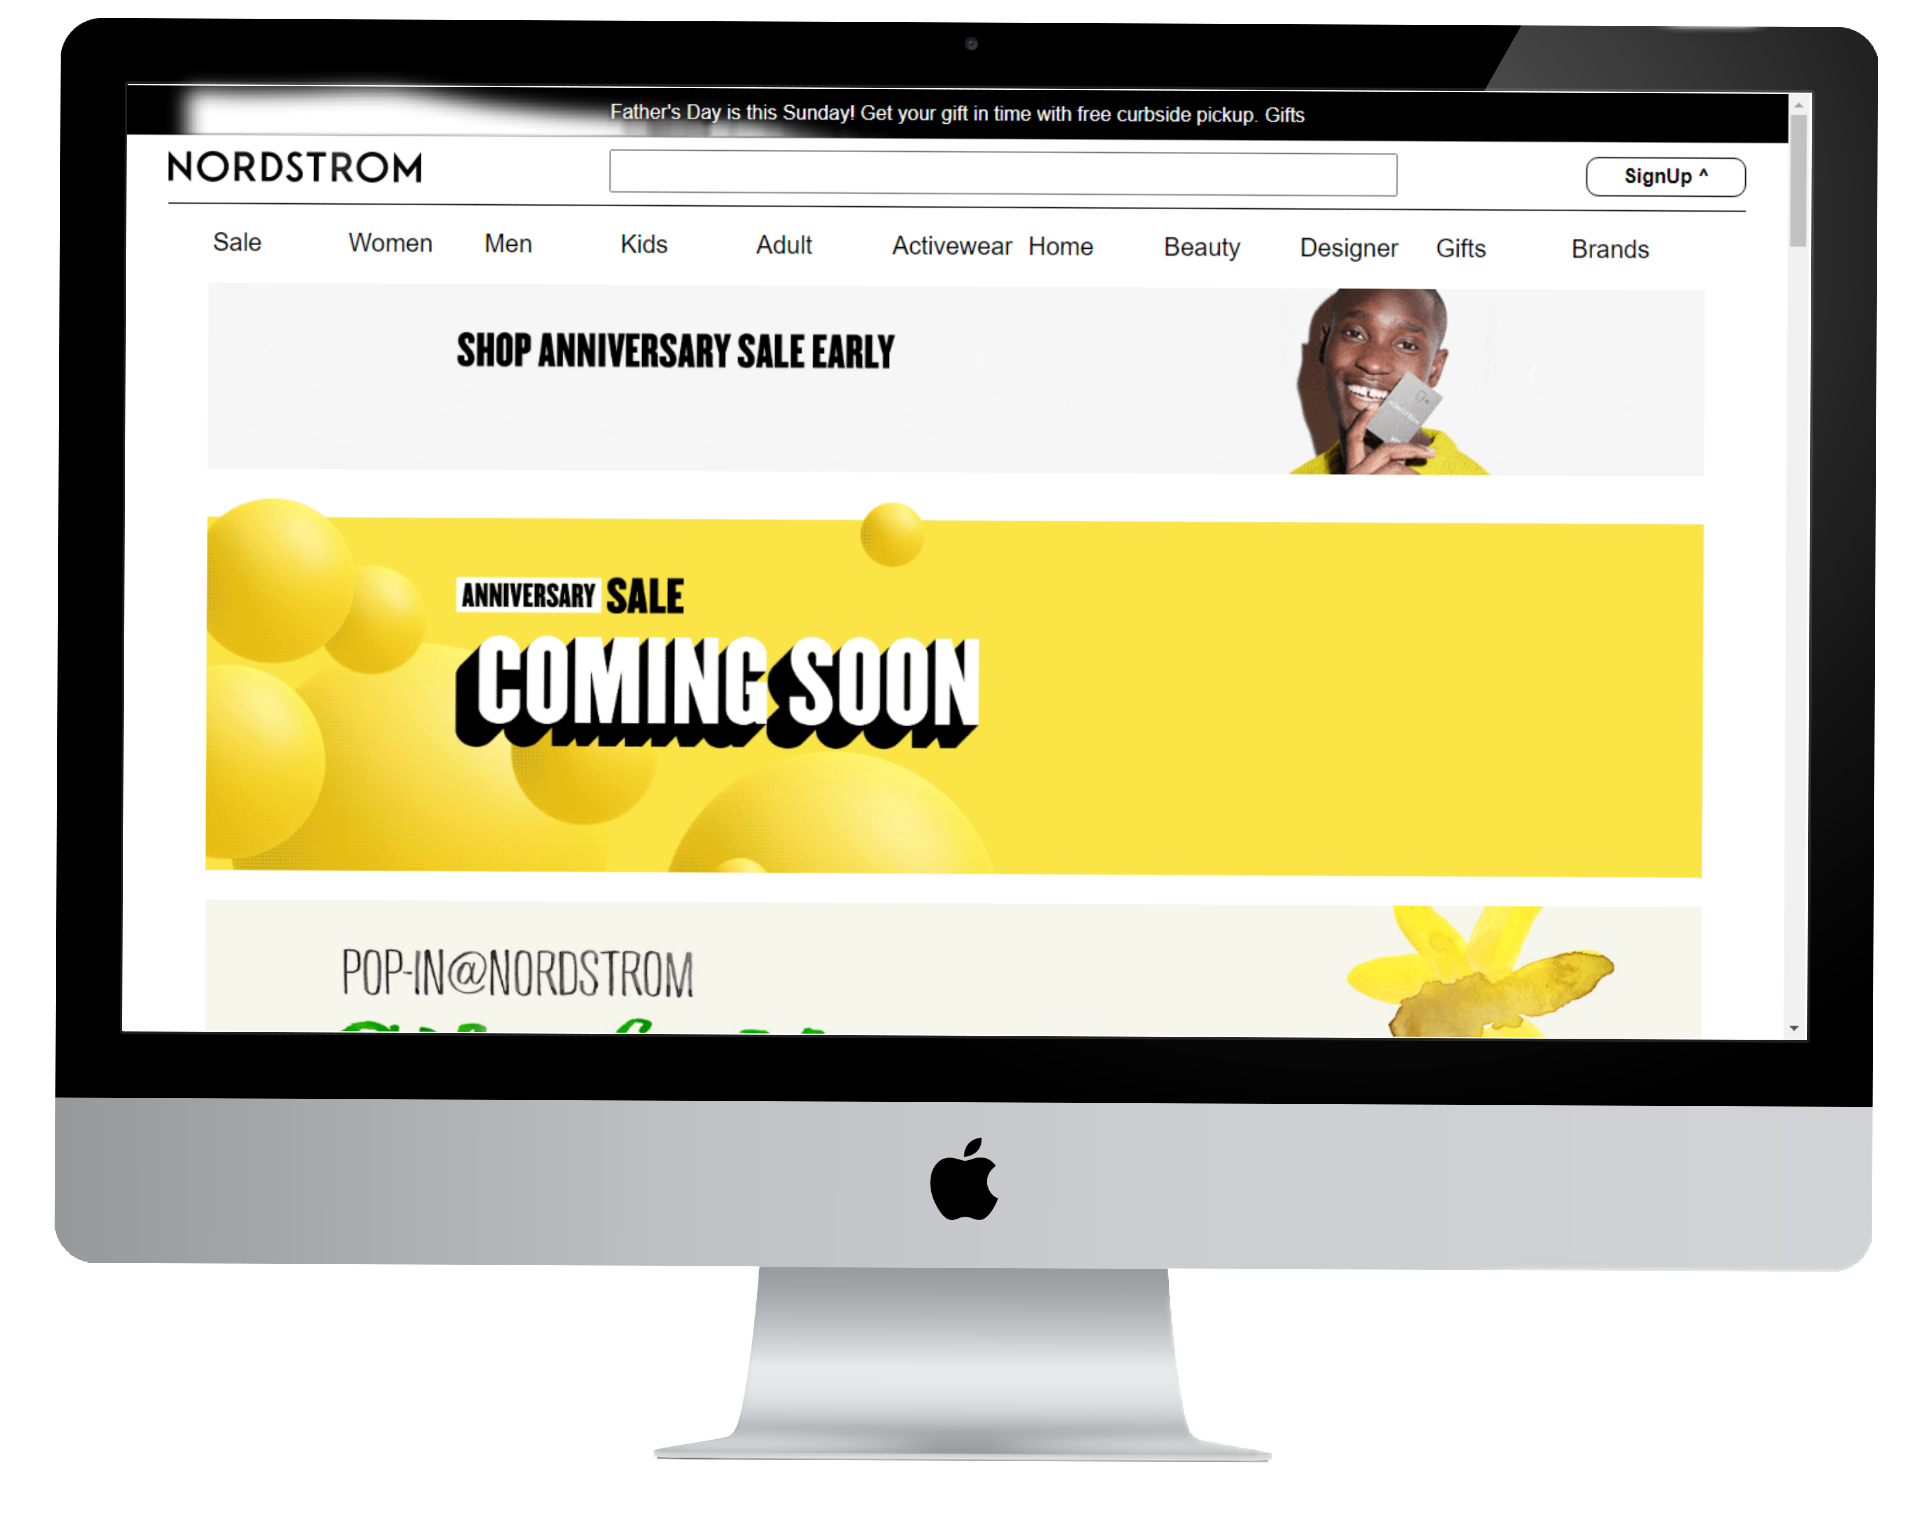 Father's Day is this Sunday! Get your gift in time with free curbside pickup. Gifts
NORDSTROM
SignUp ^
Sale Women Men Kids Adult Activewear Home Beauty Designer Gifts Brands
SHOP ANNIVERSARY SALE EARLY
ANNIVERSARY SALE
COMING SOON
POP-IN@NORDSTROM